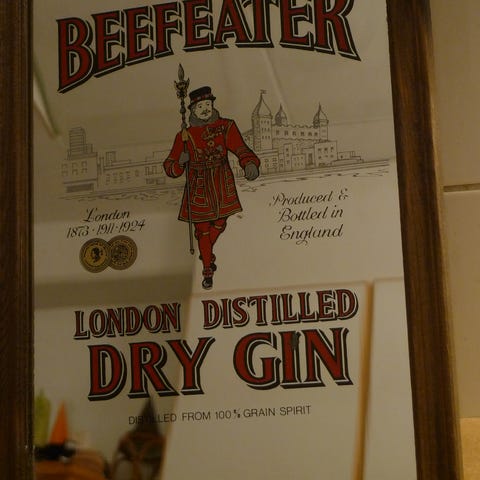 BEEFEATER
London
1873·1911·1924
Produced &
Bottled in
England
LONDON DISTILLED
DRY GIN
DISTILLED FROM 100% GRAIN SPIRIT